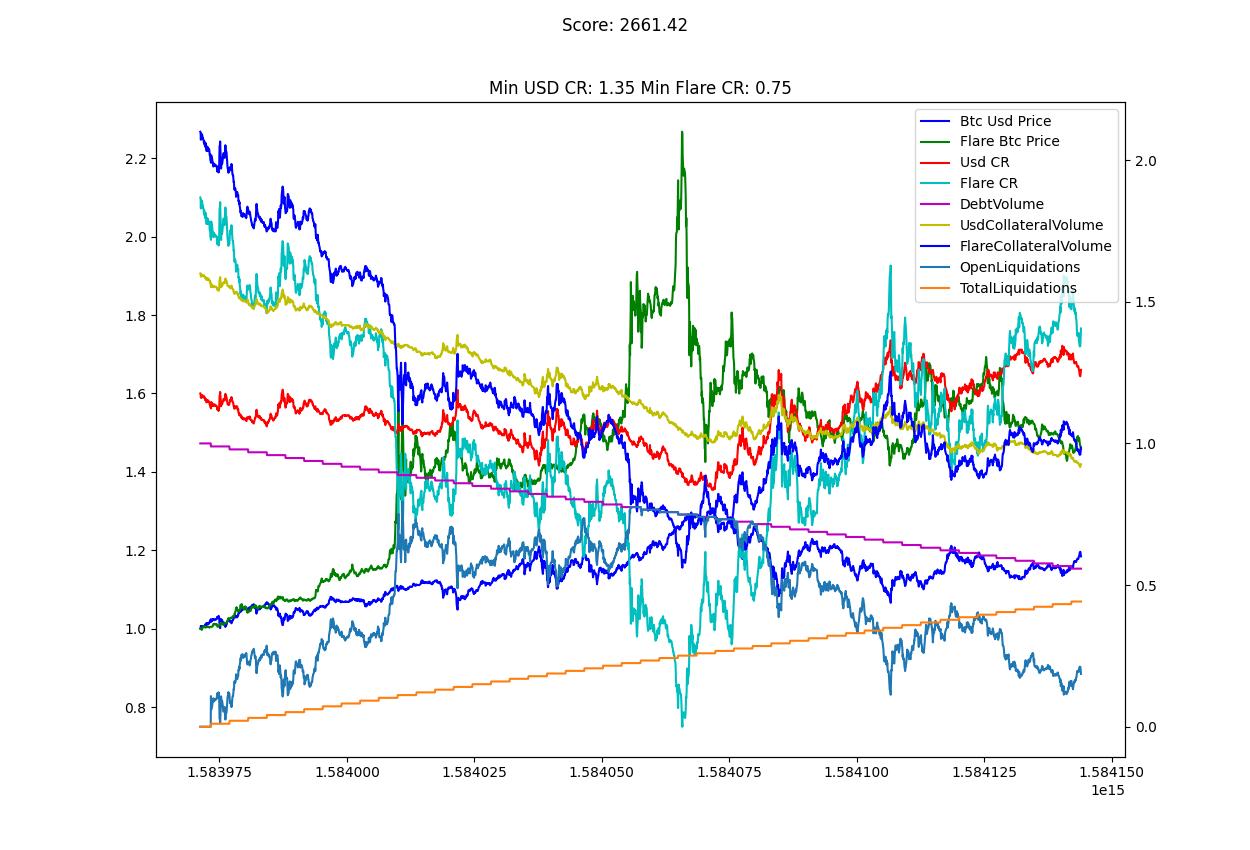 Score: 2661.42
Min USD CR: 1.35 Min Flare CR: 0.75
Btc Usd Price
Flare Btc Price
Usd CR
Flare CR
DebtVolume
UsdCollateralVolume
FlareCollateralVolume
OpenLiquidations
TotalLiquidations
2.2
2.0
1.8
1.6
1.4
1.2
1.0
0.8
2.0
1.5
1.0
0.5
0.0
1.583975 1.584000 1.584025 1.584050 1.584075 1.584100 1.584125 1.584150
1e15